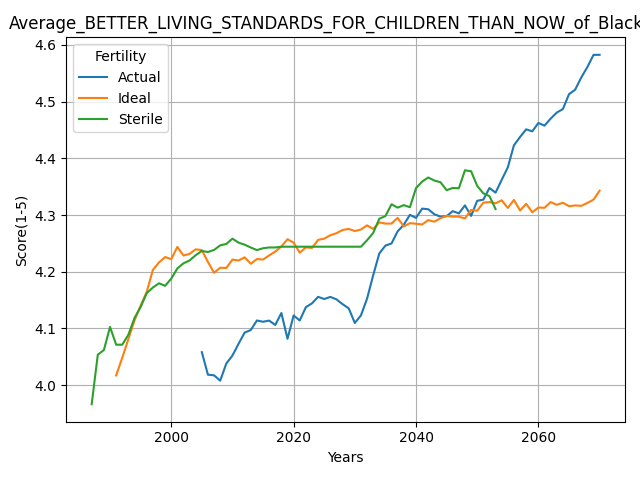 Average_BETTER_LIVING_STANDARDS_FOR_CHILDREN_THAN_NOW_of_Black
4.6
4.5
4.4
4.3
4.2
4.1
4.0
Score(1-5)
Fertility
Actual
Ideal
Sterile
2000 2020 2040 2060
Years